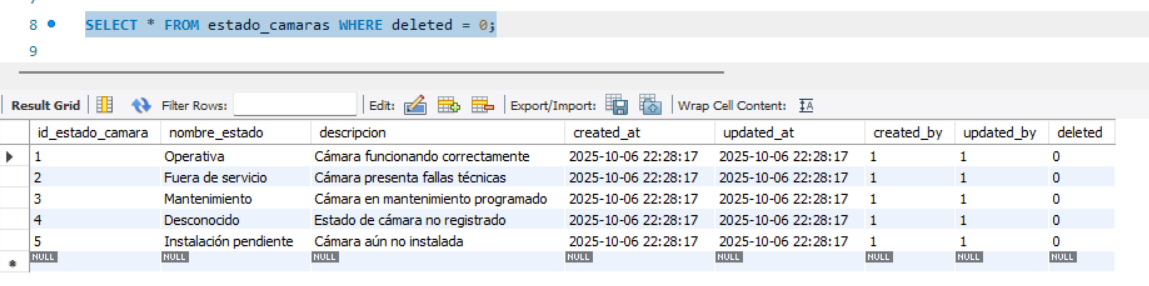 8 SELECT * FROM estado_camaras WHERE deleted = 0;
9
Result Grid Filter Rows: Edit: Export/Import: Wrap Cell Content: IA
id_estado_camara nombre_estado descripcion created_at updated_at created_by updated_by deleted
1 Operativa Cámara funcionando correctamente 2025-10-06 22:28:17 2025-10-06 22:28:17 1 1 0
2 Fuera de servicio Cámara presenta fallas técnicas 2025-10-06 22:28:17 2025-10-06 22:28:17 1 1 0
3 Mantenimiento Cámara en mantenimiento programado 2025-10-06 22:28:17 2025-10-06 22:28:17 1 1 0
4 Desconocido Estado de cámara no registrado 2025-10-06 22:28:17 2025-10-06 22:28:17 1 1 0
5 Instalación pendiente Cámara aún no instalada 2025-10-06 22:28:17 2025-10-06 22:28:17 1 1 0
NULL NULL NULL NULL NULL NULL NULL NULL